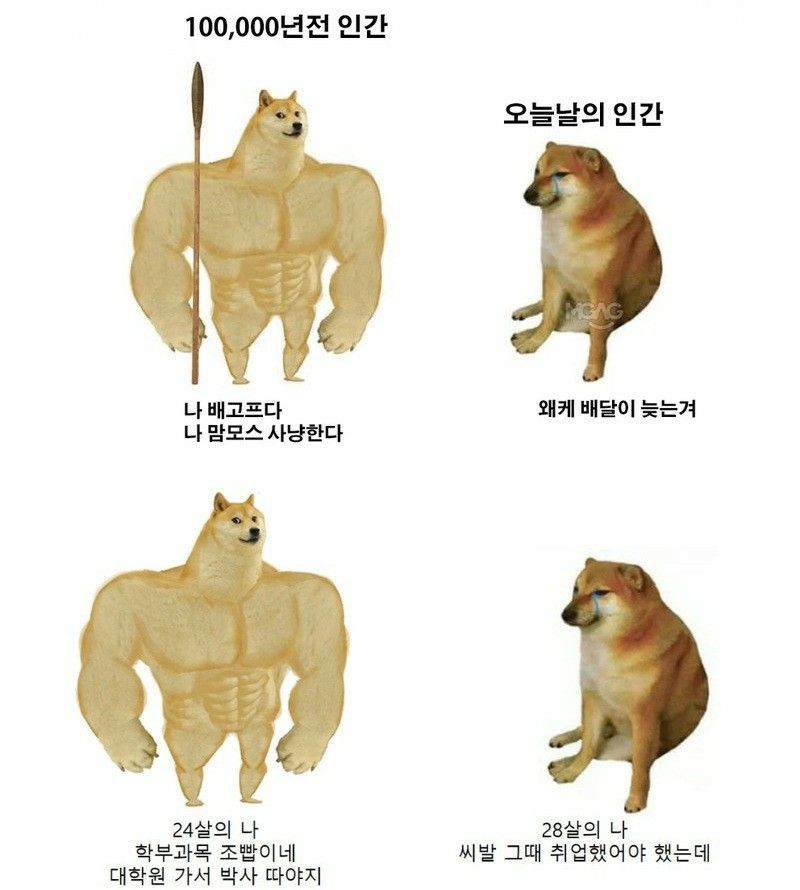 100,000년전 인간
오늘날의 인간
MGAG
나 배고프다
나 맘모스 사냥한다
왜케 배달이 늦는겨
24살의 나
학부과목 조빱이네
대학원 가서 박사 따야지
28살의 나
씨발 그때 취업했어야 했는데